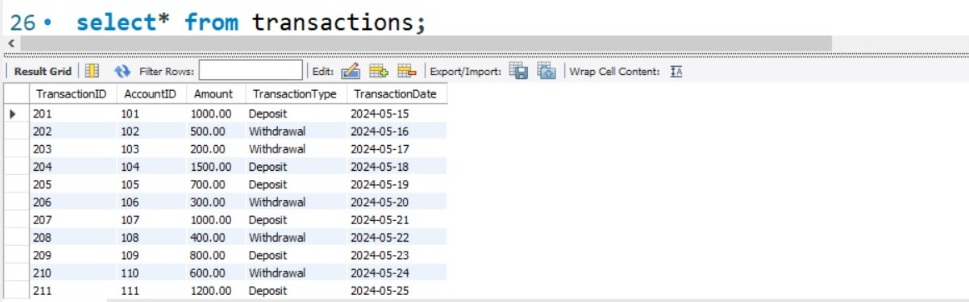 26 select* from transactions;
Result Grid Filter Rows: Edit: Export/Import: Wrap Cell Content:
TransactionID AccountID Amount TransactionType TransactionDate
201 101 1000.00 Deposit 2024-05-15
202 102 500.00 Withdrawal 2024-05-16
203 103 200.00 Withdrawal 2024-05-17
204 104 1500.00 Deposit 2024-05-18
205 105 700.00 Deposit 2024-05-19
206 106 300.00 Withdrawal 2024-05-20
207 107 1000.00 Deposit 2024-05-21
208 108 400.00 Withdrawal 2024-05-22
209 109 800.00 Deposit 2024-05-23
210 110 600.00 Withdrawal 2024-05-24
211 111 1200.00 Deposit 2024-05-25